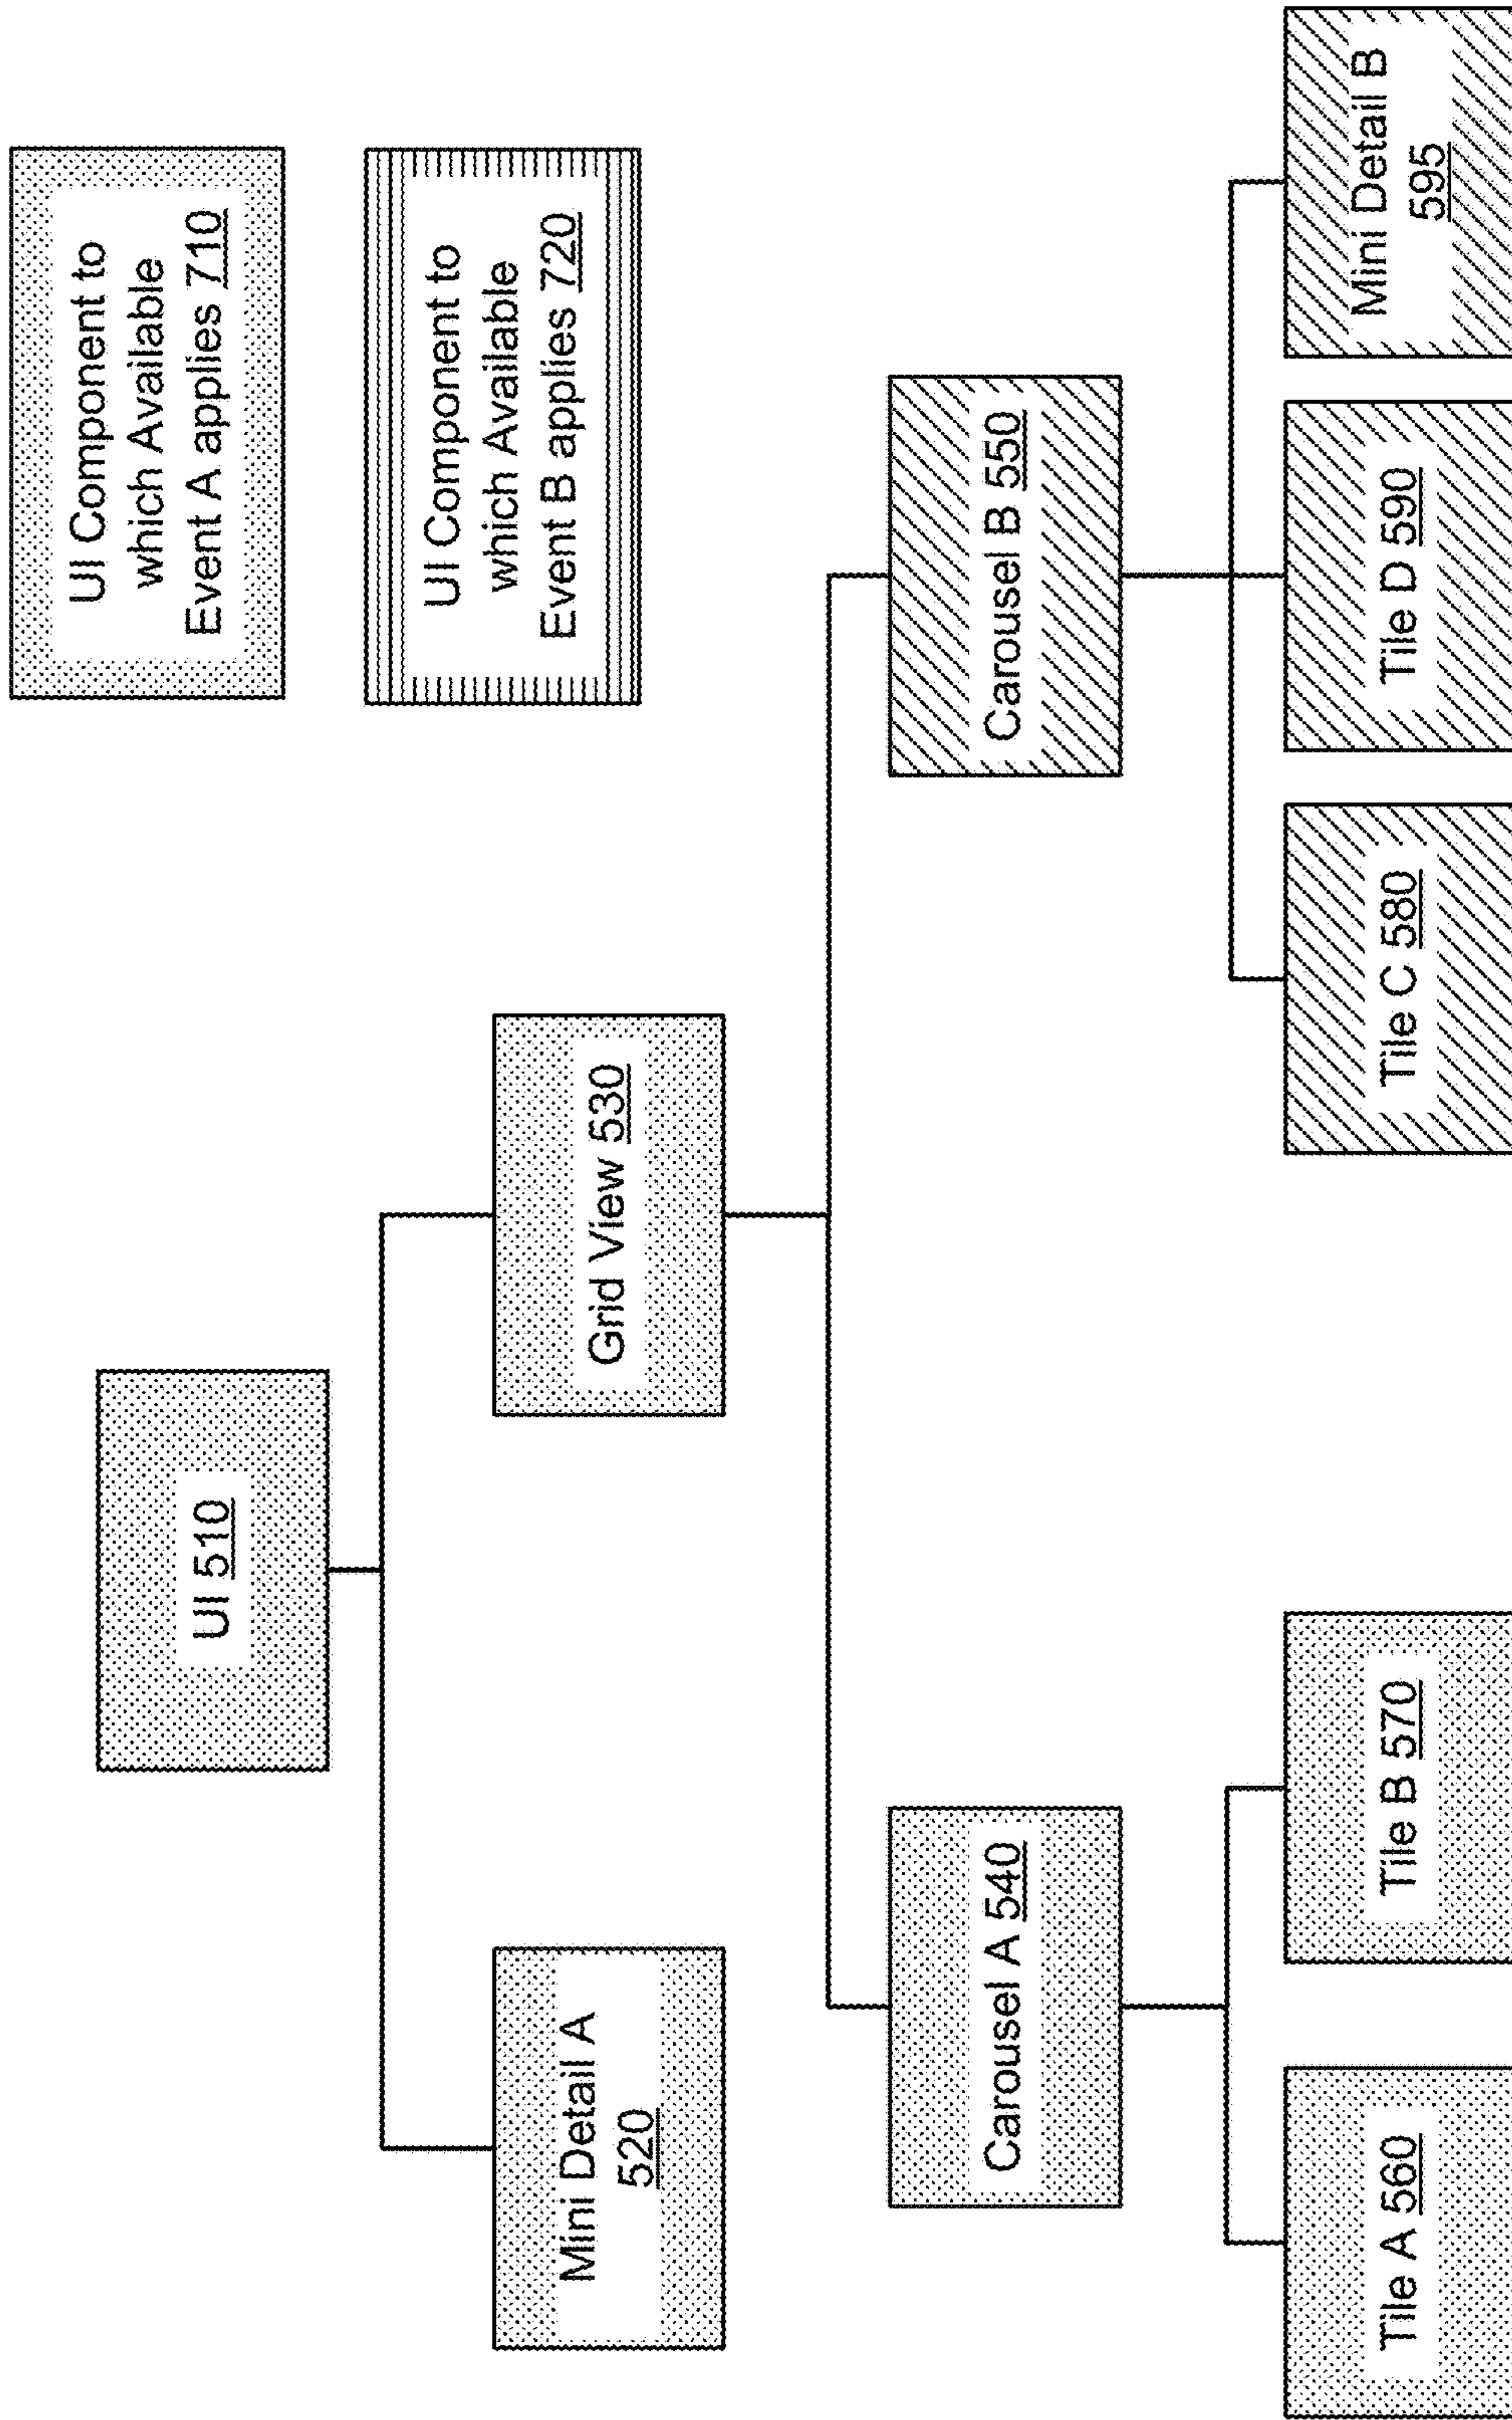 UI Component to
which Available
Event A applies 710
UI Component to
which Available
Event B applies 720
UI 510
Mini Detail A
520
Grid View 530
Carousel A 540
Carousel B 550
Tile A 560
Tile B 570
Tile C 580
Tile D 590
Mini Detail B
595